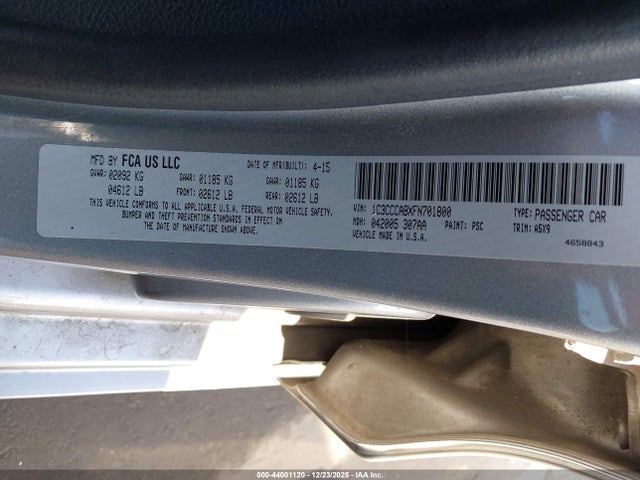 MFD BY FCA US LLC DATE OF MFR(BUILT): 4-15
GVWR: 02092 KG GAWR: 01185 KG GAWR: 01185 KG
04612 LB FRONT: 02612 LB REAR: 02612 LB
THIS VEHICLE CONFORMS TO ALL APPLICABLE U.S.A. FEDERAL MOTOR VEHICLE SAFETY,
BUMPER AND THEFT PREVENTION STANDARDS IN EFFECT ON
THE DATE OF MANUFACTURE SHOWN ABOVE.
VIN: 1C3CCCABXFN701800 TYPE: PASSENGER CAR
MDH: 042005 307AA PAINT: PSC TRIM: A5X9
MADE IN U.S.A. 4658843
000-44001120 - 12/23/2025 - IAA Inc.